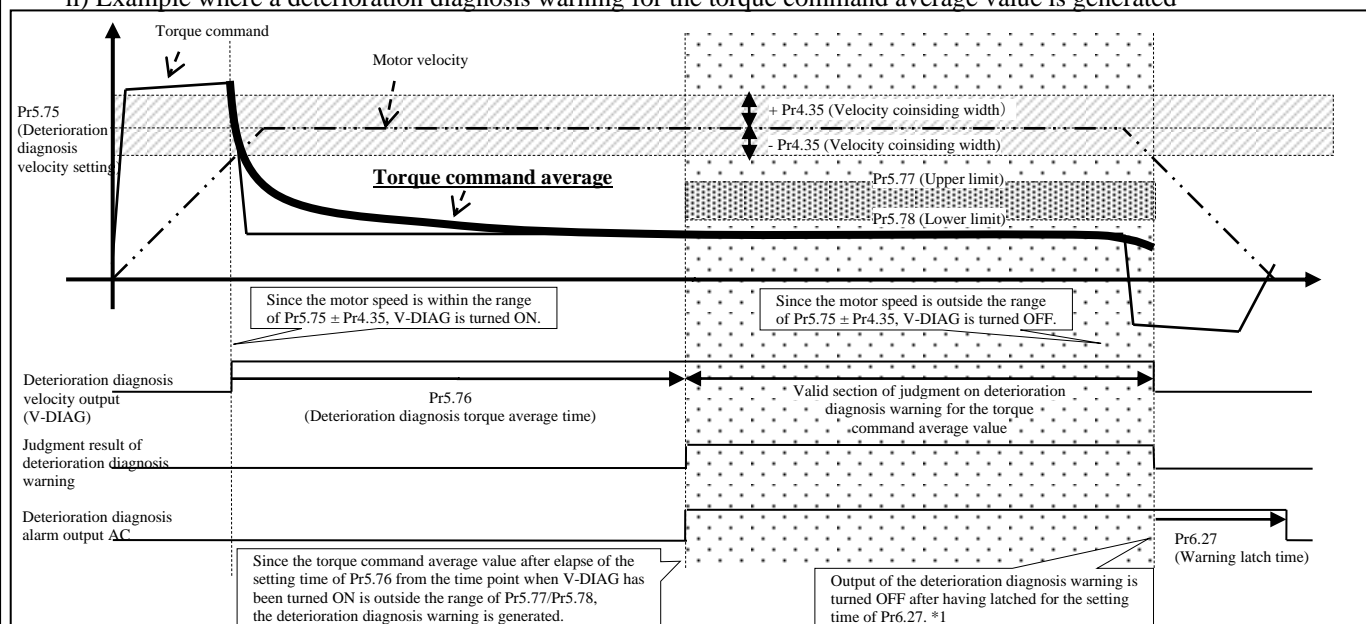 ii) Example where a deterioration diagnosis warning for the torque command average value is generated
Torque command
Motor velocity
Pr5.75
(Deterioration
diagnosis
velocity setting
+ Pr4.35 (Velocity coinsiding width)
- Pr4.35 (Velocity coinsiding width)
Torque command average
Pr5.77 (Upper limit)
Pr5.78 (Lower limit)
Since the motor speed is within the range
of Pr5.75 ± Pr4.35, V-DIAG is turned ON.
Since the motor speed is outside the range
of Pr5.75 ± Pr4.35, V-DIAG is turned OFF.
Deterioration diagnosis
velocity output
(V-DIAG)
Pr5.76
(Deterioration diagnosis torque average time)
Valid section of judgment on deterioration
diagnosis warning for the torque
command average value
Judgment result of
deterioration diagnosis
warning
Deterioration diagnosis
alarm output AC
Pr6.27
(Warning latch time)
Since the torque command average value after elapse of the
setting time of Pr5.76 from the time point when V-DIAG has
been turned ON is outside the range of Pr5.77/Pr5.78,
the deterioration diagnosis warning is generated.
Output of the deterioration diagnosis warning is
turned OFF after having latched for the setting
time of Pr6.27. *1